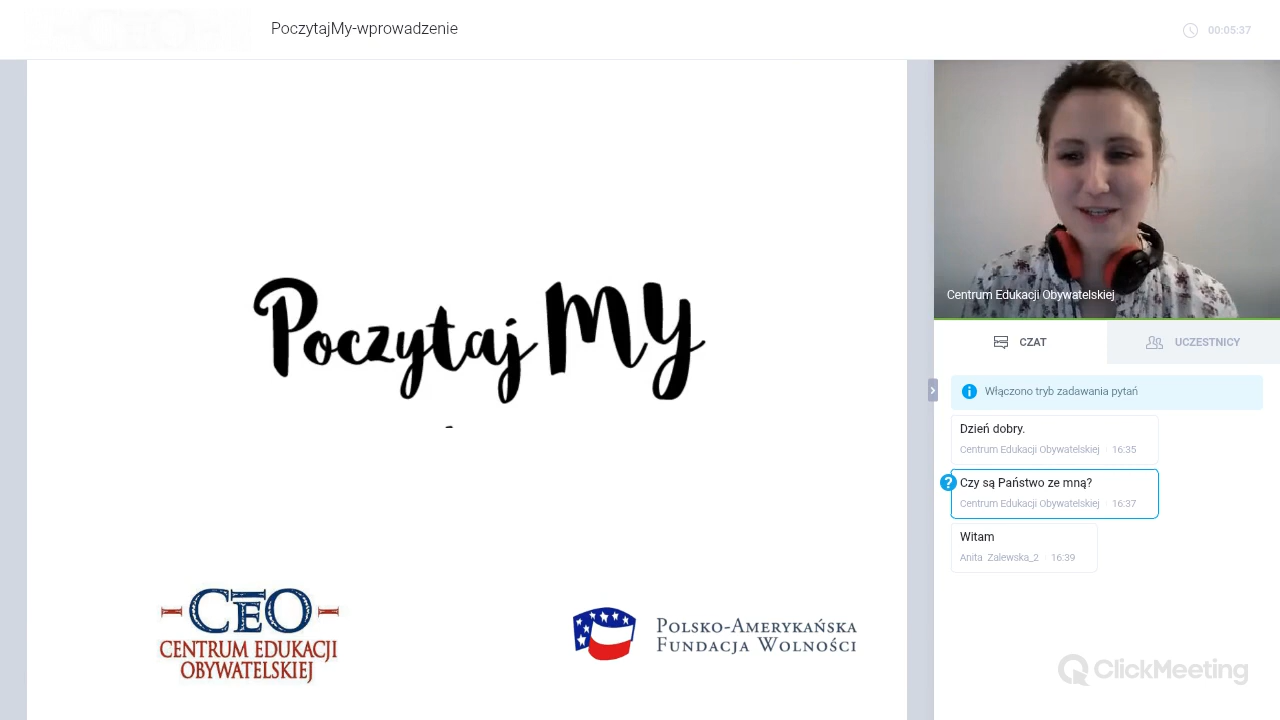 PoczytajMy-wprowadzenie
00:05:37
Poczytaj MY
CEO
CENTRUM EDUKACJI
OBYWATELSKIEJ
POLSKO-AMERYKAŃSKA
FUNDACJA WOLNOŚCI
Centrum Edukacji Obywatelskiej
CZAT
UCZESTNICY
Włączono tryb zadawania pytań
Dzień dobry.
Centrum Edukacji Obywatelskiej · 16:35
Czy są Państwo ze mną?
Centrum Edukacji Obywatelskiej · 16:37
Witam
Anita Zalewska_2 · 16:39
ClickMeeting